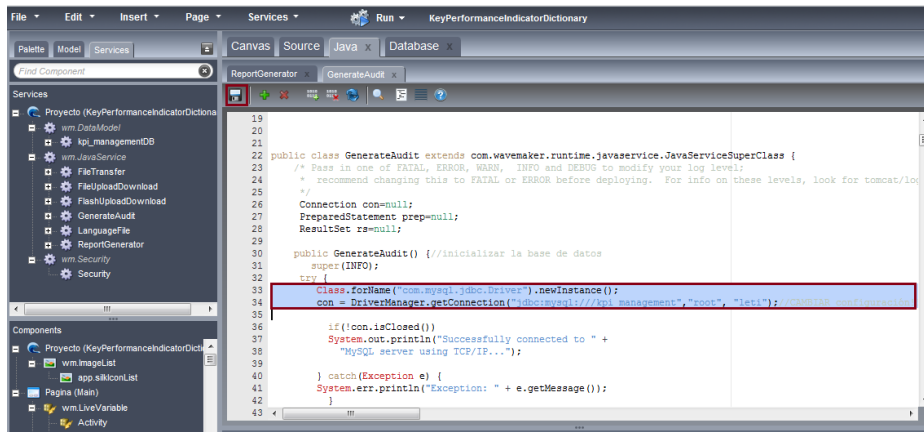 File Edit Insert Page Services Run KeyPerformanceIndicatorDictionary
Palette Model Services
Canvas Source Java x Database x
Find Component
ReportGenerator x GenerateAudit x
Services
Proyecto (KeyPerformanceIndicatorDictiona
wm.DataModel
kpi_managementDB
wm.JavaService
FileTransfer
FileUploadDownload
FlashUploadDownload
GenerateAudit
LanguageFile
ReportGenerator
wm.Security
Security
Components
Proyecto (KeyPerformanceIndicatorDicti
wm.ImageList
app.silkIconList
Pagina (Main)
wm.LiveVariable
Activity
19
20
21
22 public class GenerateAudit extends com.wavemaker.runtime.javaservice.JavaServiceSuperClass {
23 /* Pass in one of FATAL, ERROR, WARN, INFO and DEBUG to modify your log level;
24 * recommend changing this to FATAL or ERROR before deploying. For info on these levels, look for tomcat/log
25 */
26 Connection con=null;
27 PreparedStatement prep=null;
28 ResultSet rs=null;
29
30 public GenerateAudit() {//inicializar la base de datos
31 super(INFO);
32 try {
33 Class.forName("com.mysql.jdbc.Driver").newInstance();
34 con = DriverManager.getConnection("jdbc:mysql:///kpi_management","root", "leti");//CAMBIAR configuracion
35
36 if(!con.isClosed())
37 System.out.println("Successfully connected to " +
38 "MySQL server using TCP/IP...");
39
40 } catch(Exception e) {
41 System.err.println("Exception: " + e.getMessage());
42 }
43